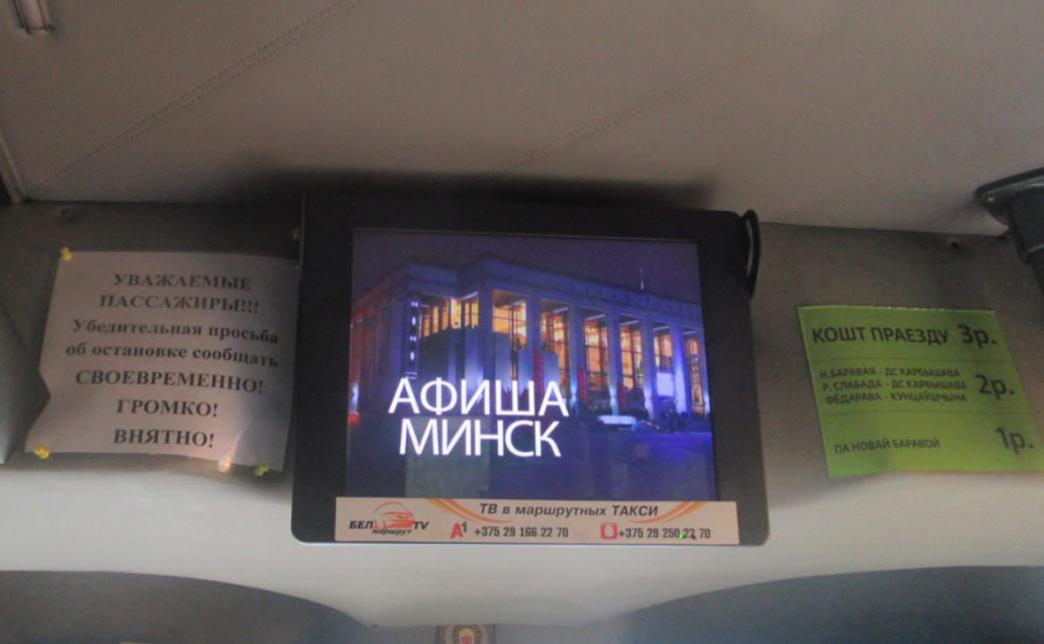 УВАЖАЕМЫЕ
ПАССАЖИРЫ!!!
Убедительная просьба
об остановке сообщать
СВОЕВРЕМЕННО!
ГРОМКО!
ВНЯТНО!
АФИША
МИНСК
ТВ в маршрутных ТАКСИ
БЕЛ маршрут TV
A1 +375 29 166 22 70
+375 29 250 22 70
КОШТ ПРАЕЗДУ 3р.
Н.БАРАВАЯ - ДС КАРБЫШАВА
Р. СЛАБАДА - ДС КАРБЫШАВА 2р.
ФЁДАРАВА - КУНЦАЎШЧЫНА
ПА НОВАЙ БАРАВОЙ 1р.